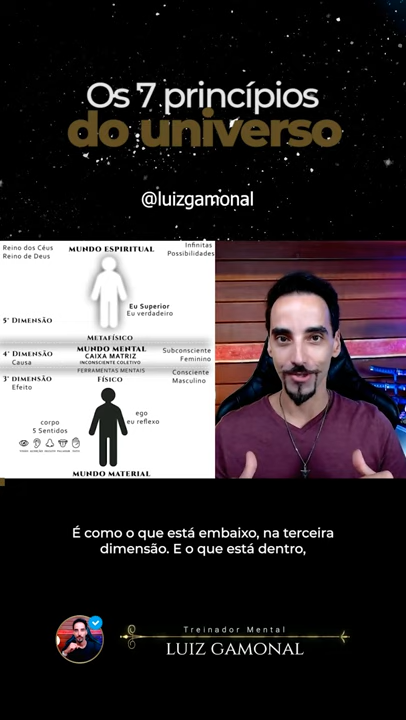 Os 7 princípios
do universo
@luizgamonal
Reino dos Céus
Reino de Deus
MUNDO ESPIRITUAL
Infinitas
Possibilidades
Eu Superior
Eu verdadeiro
5ª DIMENSÃO
METAFÍSICO
4ª DIMENSÃO
Causa
MUNDO MENTAL
CAIXA MATRIZ
INCONSCIENTE COLETIVO
FERRAMENTAS MENTAIS
Subconsciente
Feminino
3ª DIMENSÃO
Efeito
FÍSICO
Consciente
Masculino
corpo
5 Sentidos
ego
eu reflexo
MUNDO MATERIAL
É como o que está embaixo, na terceira
dimensão. E o que está dentro,
Treinador Mental
LUIZ GAMONAL